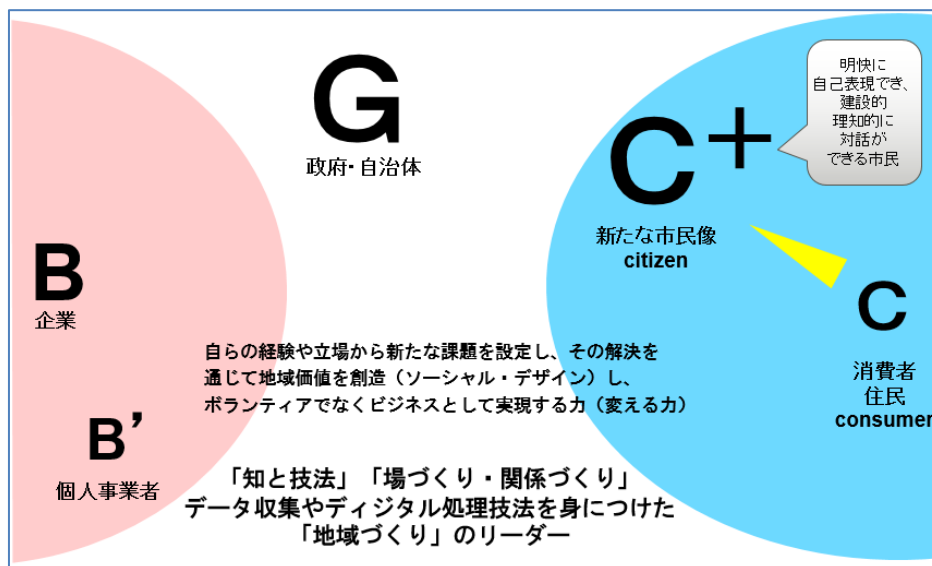 G
政府・自治体
C+
新たな市民像
citizen
明快に
自己表現でき、
建設的
理知的に
対話が
できる市民
B
企業
C
消費者
住民
consumer
自らの経験や立場から新たな課題を設定し、その解決を
通じて地域価値を創造（ソーシャル・デザイン）し、
ボランティアでなくビジネスとして実現する力（変える力）
B’
個人事業者
「知と技法」「場づくり・関係づくり」
データ収集やディジタル処理技法を身につけた
「地域づくり」のリーダー